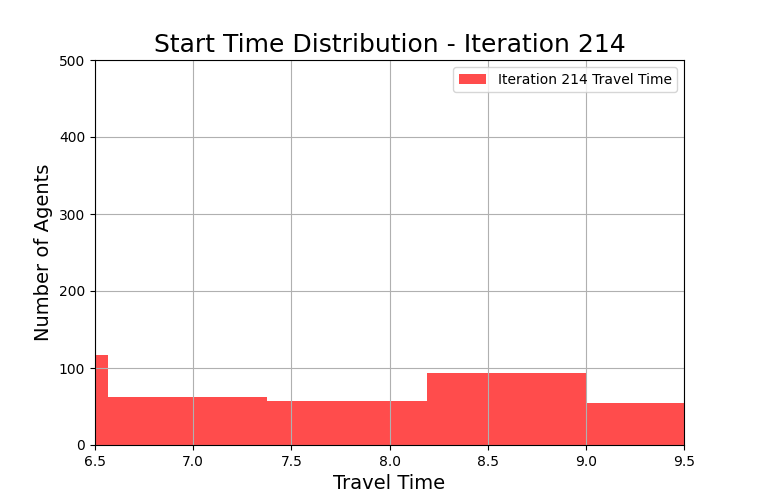 Start Time Distribution - Iteration 214
Iteration 214 Travel Time
500
400
300
200
100
0
Number of Agents
6.5 7.0 7.5 8.0 8.5 9.0 9.5
Travel Time